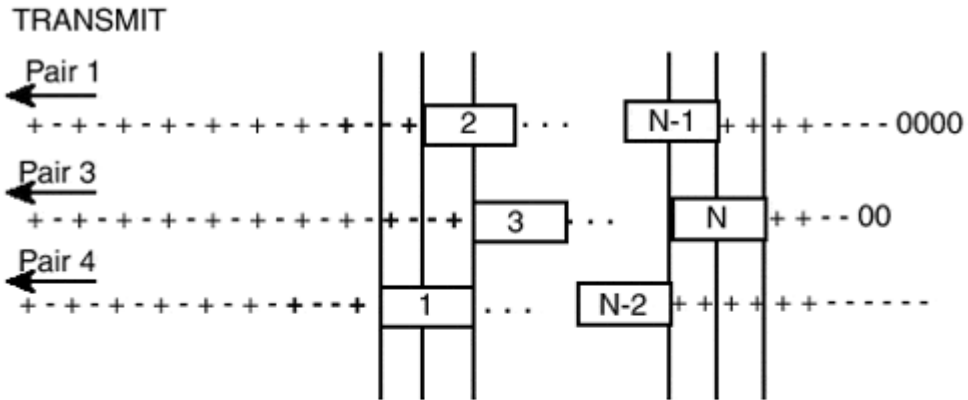 TRANSMIT
Pair 1
+ - + - + - + - + - + - + - + - - + 2 · · · N-1 + + + + - - - - 0000
Pair 3
+ - + - + - + - + - + - + - + - + - - + 3 · · · N + + - - 00
Pair 4
+ - + - + - + - + - + - + - - - + 1 . . . N-2 + + + + + + - - - - - -